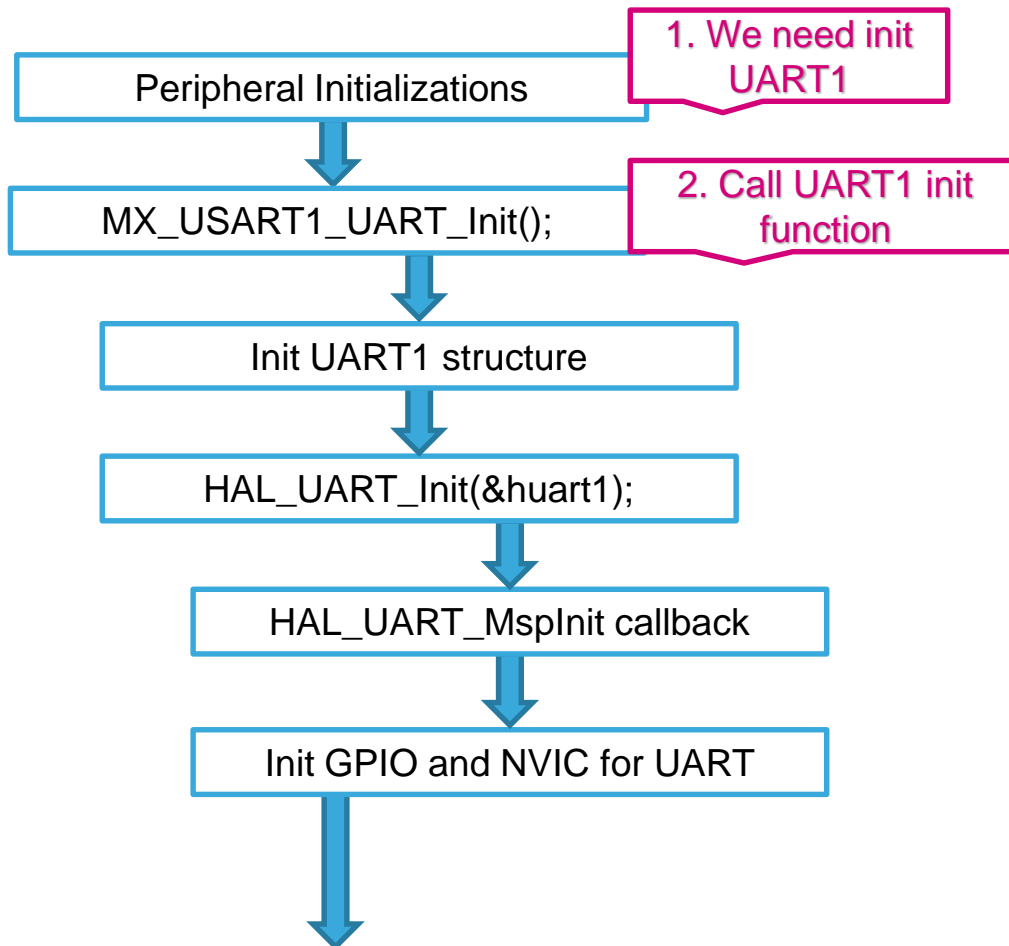 1. We need init
UART1
Peripheral Initializations
2. Call UART1 init
function
MX_USART1_UART_Init();
Init UART1 structure
HAL_UART_Init(&huart1);
HAL_UART_MspInit callback
Init GPIO and NVIC for UART